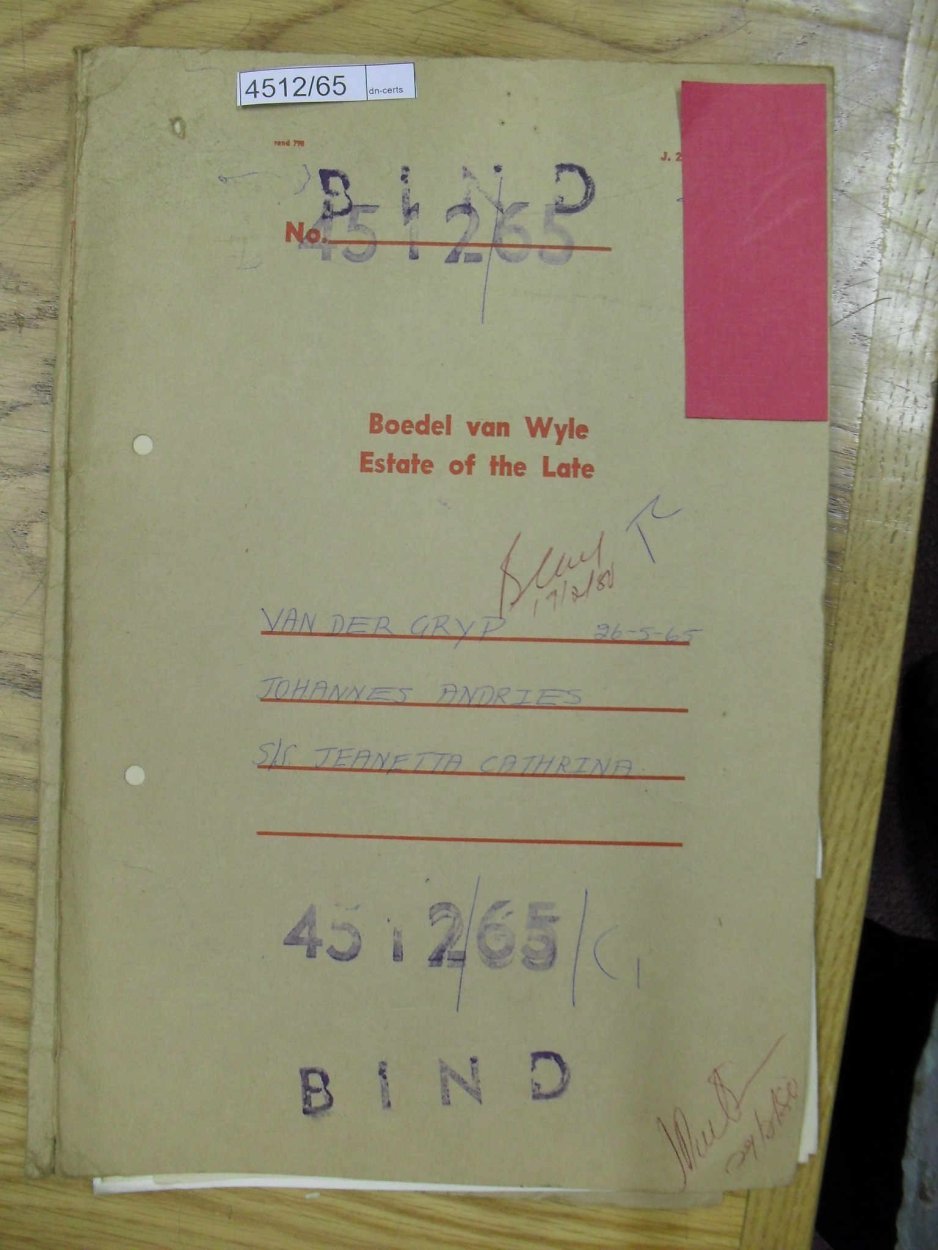 4512/65 dn-certs
J. 2
BIND
No. 4512/65
Boedel van Wyle
Estate of the Late
VAN DER GRYP 26-5-65
JOHANNES ANDRIES
S/S JEANETTA CATHRINA
4512/65/
BIND